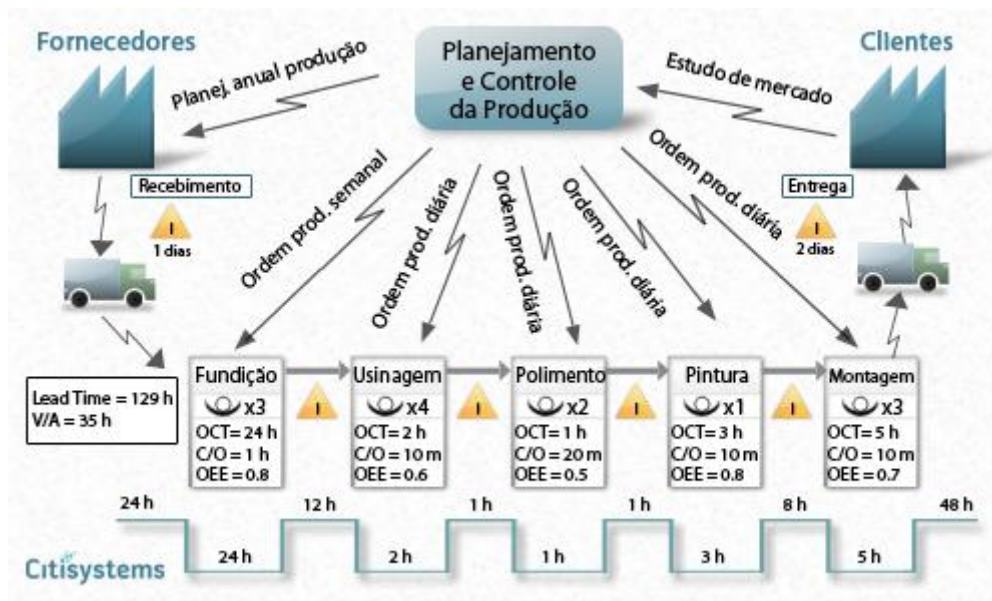 Fornecedores
Planejamento
e Controle
da Produção
Clientes
Planej. anual produção
Estudo de mercado
Recebimento
I
1 dias
Entrega
I
2 dias
Ordem prod. semanal
Ordem prod. diária
Ordem prod. diária
Ordem prod. diária
Ordem prod. diária
Lead Time = 129 h
V/A = 35 h
Fundição
x3
OCT= 24 h
C/O = 1 h
OEE = 0.8
I
Usinagem
x4
OCT= 2 h
C/O = 10 m
OEE = 0.6
I
Polimento
x2
OCT= 1 h
C/O = 20 m
OEE = 0.5
I
Pintura
x1
OCT= 3 h
C/O = 10 m
OEE = 0.8
I
Montagem
x3
OCT= 5 h
C/O = 10 m
OEE = 0.7
24 h
12 h
1 h
1 h
8 h
48 h
24 h
2 h
1 h
3 h
5 h
Citisystems